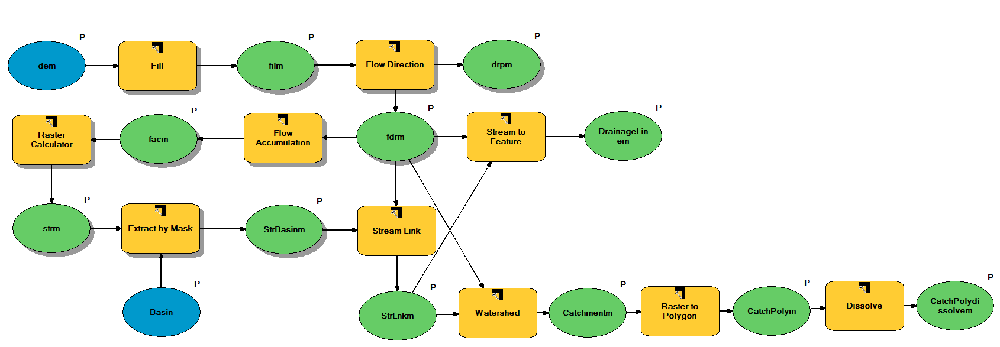 P
P
P
dem
Fill
film
Flow Direction
drpm
P
P
P
Raster
Calculator
facm
Flow
Accumulation
fdrm
Stream to
Feature
DrainageLin
em
P
P
strm
Extract by Mask
StrBasinm
Stream Link
P
P
P
P
P
Basin
StrLnkm
Watershed
Catchmentm
Raster to
Polygon
CatchPolym
Dissolve
CatchPolydi
ssolvem